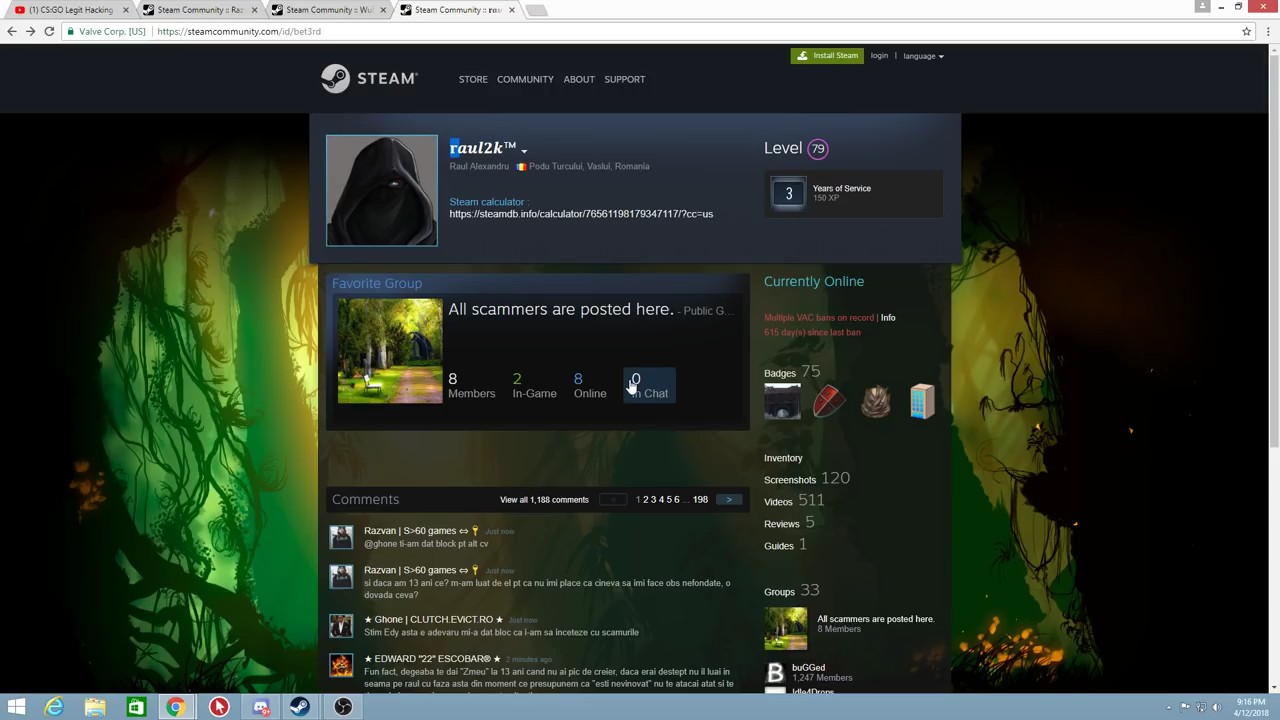 (1) CS:GO Legit Hacking
Steam Community :: Raz
Steam Community :: Wul
Steam Community :: rau
Valve Corp. [US]
https://steamcommunity.com/id/bet3rd
Install Steam
login
language
STEAM
STORE COMMUNITY ABOUT SUPPORT
raul2k™
Raul Alexandru Podu Turcului, Vaslui, Romania
Steam calculator :
https://steamdb.info/calculator/76561198179347117/?cc=us
Level 79
3
Years of Service
150 XP
Favorite Group
All scammers are posted here. - Public G...
8 Members
2 In-Game
8 Online
0 In Chat
Comments
View all 1,188 comments
< 1 2 3 4 5 6 ... 198 >
Razvan | S>60 games ⇔ Just now
@ghone ti-am dat block pt alt cv
Razvan | S>60 games ⇔ Just now
si daca am 13 ani ce? m-am luat de el pt ca nu imi place ca cineva sa imi face obs nefondate, o
dovada ceva?
★ Ghone | CLUTCH.EViCT.RO ★ Just now
Stim Edy asta e adevaru mi-a dat bloc ca i-am sa inceteze cu scamurile
★ EDWARD "22" ESCOBAR® ★ 2 minutes ago
Fun fact, degeaba te dai "Zmeu" la 13 ani cand nu ai pic de creier, daca erai destept nu il luai in
seama pe raul cu faza asta din moment ce presupunem ca "esti nevinovat" nu te atacai atat si te
Currently Online
Multiple VAC bans on record | Info
615 day(s) since last ban
Badges 75
Inventory
Screenshots 120
Videos 511
Reviews 5
Guides 1
Groups 33
All scammers are posted here.
8 Members
B
buGGed
1,247 Members
Idle4Drops
9:16 PM
4/12/2018